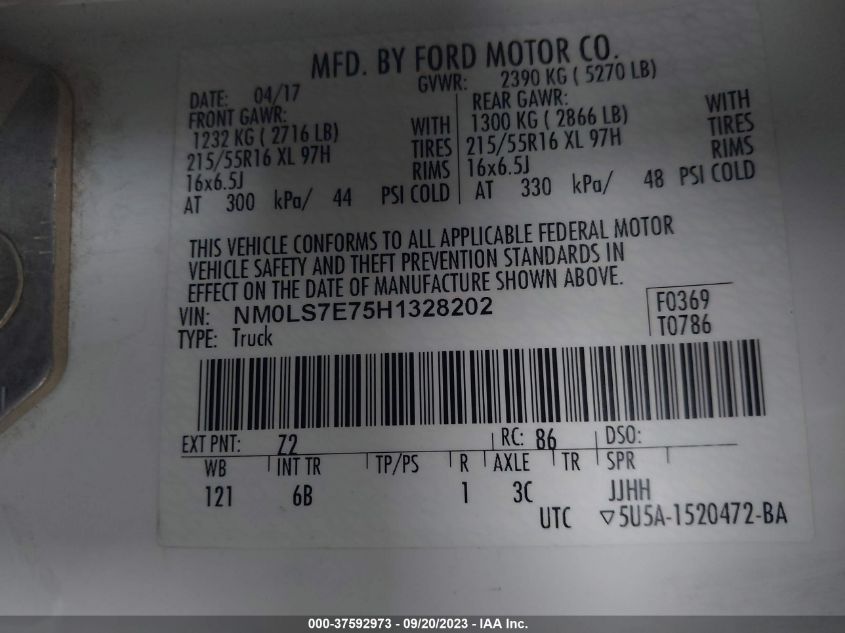 MFD. BY FORD MOTOR CO.
DATE: 04/17 GVWR: 2390 KG ( 5270 LB)
FRONT GAWR: REAR GAWR:
1232 KG ( 2716 LB) WITH 1300 KG ( 2866 LB) WITH
215/55R16 XL 97H TIRES 215/55R16 XL 97H TIRES
16x6.5J RIMS 16x6.5J RIMS
AT 300 kPa/ 44 PSI COLD AT 330 kPa/ 48 PSI COLD
THIS VEHICLE CONFORMS TO ALL APPLICABLE FEDERAL MOTOR
VEHICLE SAFETY AND THEFT PREVENTION STANDARDS IN
EFFECT ON THE DATE OF MANUFACTURE SHOWN ABOVE.
VIN: NM0LS7E75H1328202 F0369
TYPE: Truck T0786
EXT PNT: Z2 RC: 86 DSO:
WB INT TR TP/PS R AXLE TR SPR
121 6B 1 3C JJHH
UTC ▽5U5A-1520472-BA
000-37592973 - 09/20/2023 - IAA Inc.